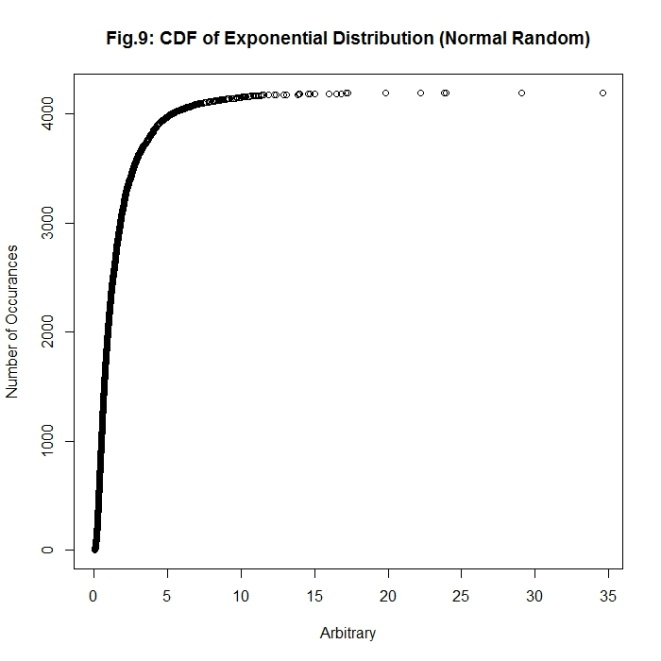 Fig.9: CDF of Exponential Distribution (Normal Random)
Number of Occurances
4000
3000
2000
1000
0
0 5 10 15 20 25 30 35
Arbitrary